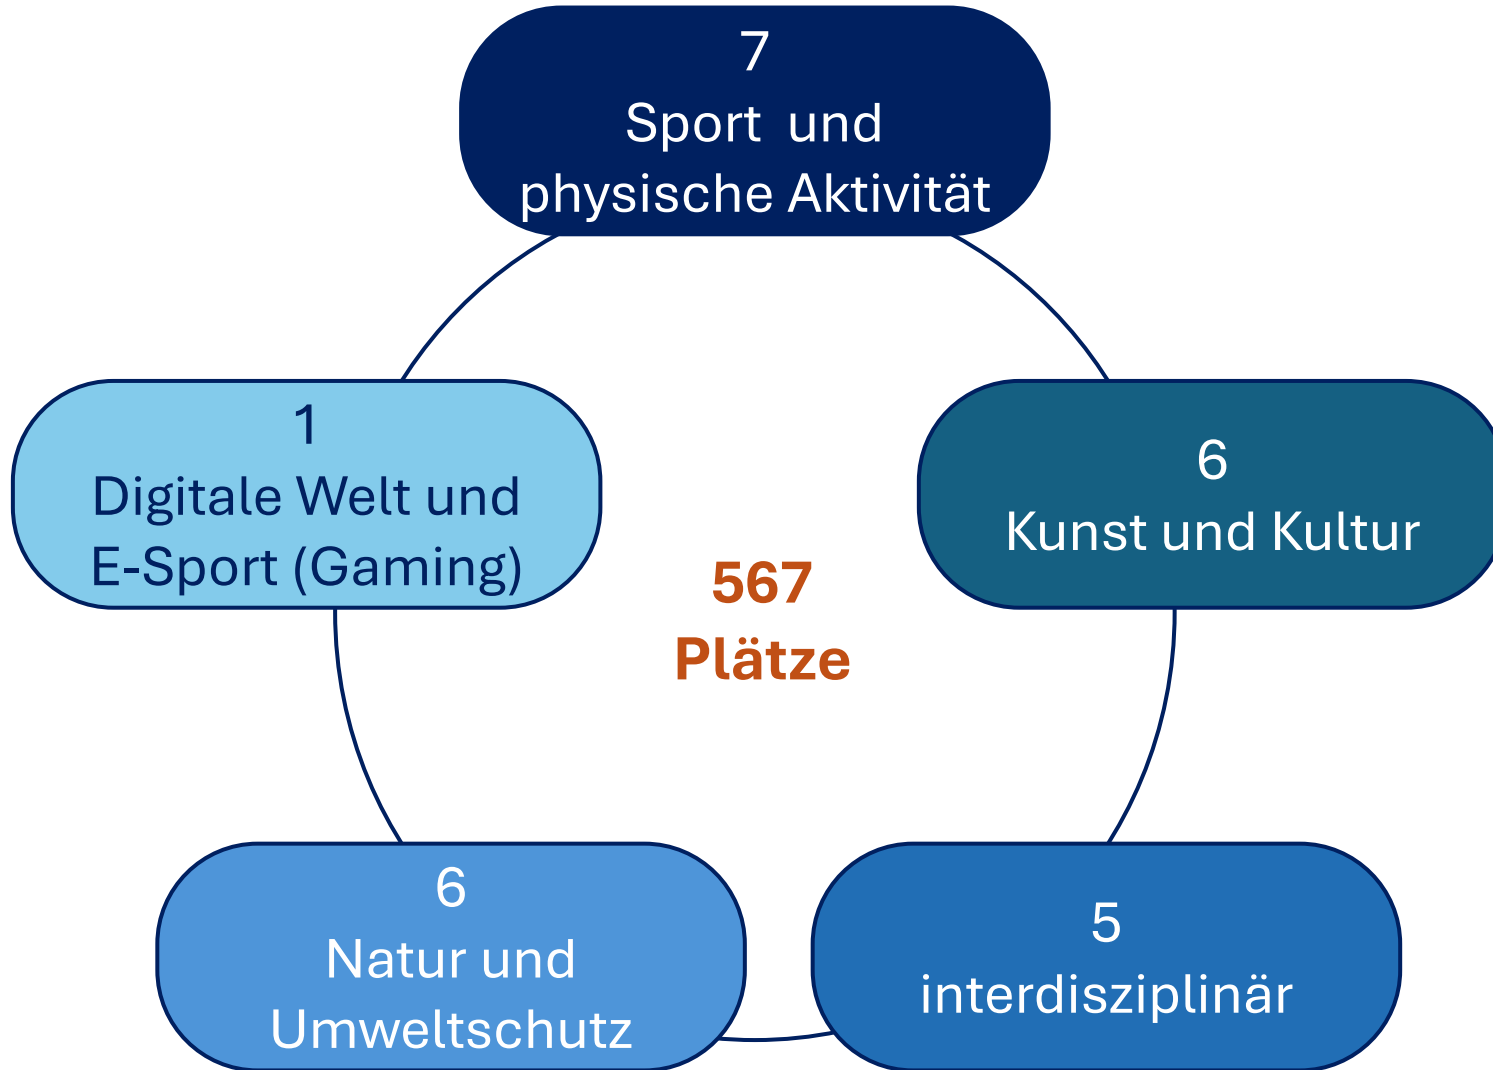 7
Sport und
physische Aktivität
1
Digitale Welt und
E-Sport (Gaming)
6
Kunst und Kultur
567
Plätze
6
Natur und
Umweltschutz
5
interdisziplinär